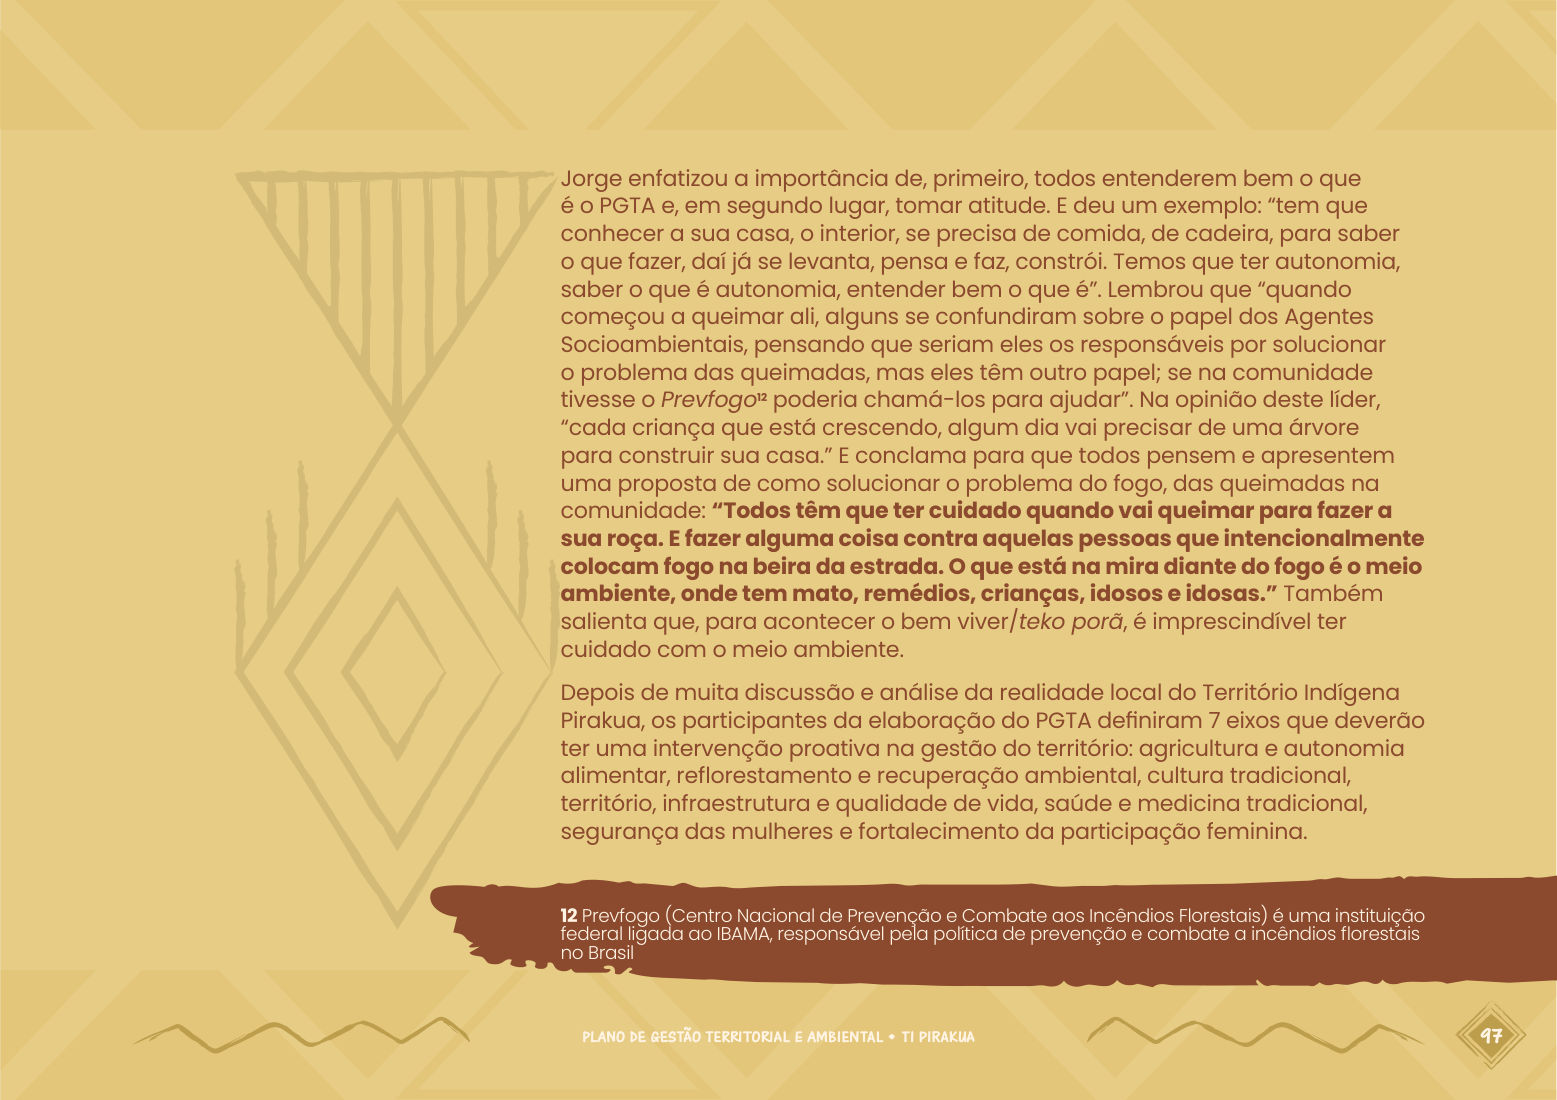 Jorge enfatizou a importância de, primeiro, todos entenderem bem o que
é o PGTA e, em segundo lugar, tomar atitude. E deu um exemplo: “tem que
conhecer a sua casa, o interior, se precisa de comida, de cadeira, para saber
o que fazer, daí já se levanta, pensa e faz, constrói. Temos que ter autonomia,
saber o que é autonomia, entender bem o que é”. Lembrou que “quando
começou a queimar ali, alguns se confundiram sobre o papel dos Agentes
Socioambientais, pensando que seriam eles os responsáveis por solucionar
o problema das queimadas, mas eles têm outro papel; se na comunidade
tivesse o Prevfogo12 poderia chamá-los para ajudar”. Na opinião deste líder,
“cada criança que está crescendo, algum dia vai precisar de uma árvore
para construir sua casa.” E conclama para que todos pensem e apresentem
uma proposta de como solucionar o problema do fogo, das queimadas na
comunidade: “Todos têm que ter cuidado quando vai queimar para fazer a
sua roça. E fazer alguma coisa contra aquelas pessoas que intencionalmente
colocam fogo na beira da estrada. O que está na mira diante do fogo é o meio
ambiente, onde tem mato, remédios, crianças, idosos e idosas.” Também
salienta que, para acontecer o bem viver/teko porã, é imprescindível ter
cuidado com o meio ambiente.
Depois de muita discussão e análise da realidade local do Território Indígena
Pirakua, os participantes da elaboração do PGTA definiram 7 eixos que deverão
ter uma intervenção proativa na gestão do território: agricultura e autonomia
alimentar, reflorestamento e recuperação ambiental, cultura tradicional,
território, infraestrutura e qualidade de vida, saúde e medicina tradicional,
segurança das mulheres e fortalecimento da participação feminina.
12 Prevfogo (Centro Nacional de Prevenção e Combate aos Incêndios Florestais) é uma instituição
federal ligada ao IBAMA, responsável pela política de prevenção e combate a incêndios florestais
no Brasil
PLANO DE GESTÃO TERRITORIAL E AMBIENTAL • TI PIRAKUA
97